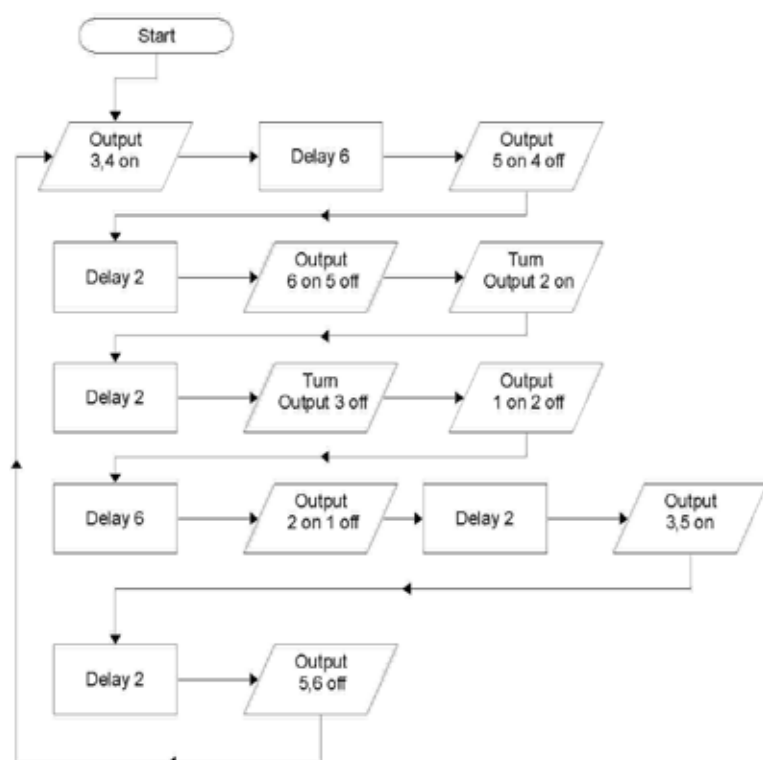 Start
Output
3,4 on
Delay 6
Output
5 on 4 off
Delay 2
Output
6 on 5 off
Turn
Output 2 on
Delay 2
Turn
Output 3 off
Output
1 on 2 off
Delay 6
Output
2 on 1 off
Delay 2
Output
3,5 on
Delay 2
Output
5,6 off